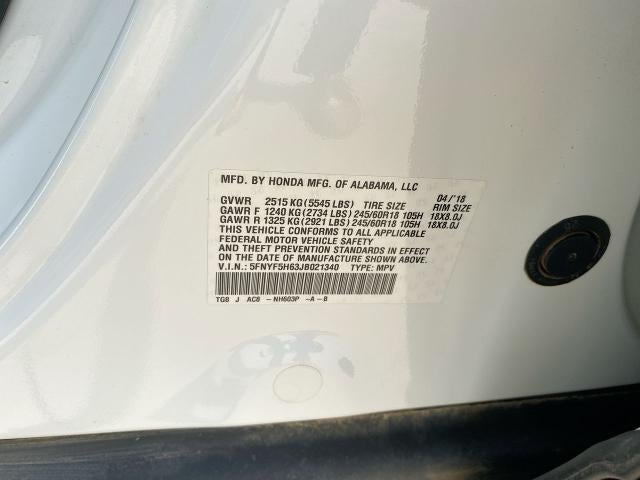 MFD. BY HONDA MFG. OF ALABAMA, LLC 04/'18
GVWR 2515 KG (5545 LBS) TIRE SIZE RIM SIZE
GAWR F 1240 KG (2734 LBS) 245/60R18 105H 18X8.0J
GAWR R 1325 KG (2921 LBS) 245/60R18 105H 18X8.0J
THIS VEHICLE CONFORMS TO ALL APPLICABLE
FEDERAL MOTOR VEHICLE SAFETY
AND THEFT PREVENTION STANDARDS IN EFFECT
ON THE DATE OF MANUFACTURE SHOWN ABOVE.
V.I.N.: 5FNYF5H63JB021340 TYPE: MPV
TG8 J AC8 -NH603P -A-B